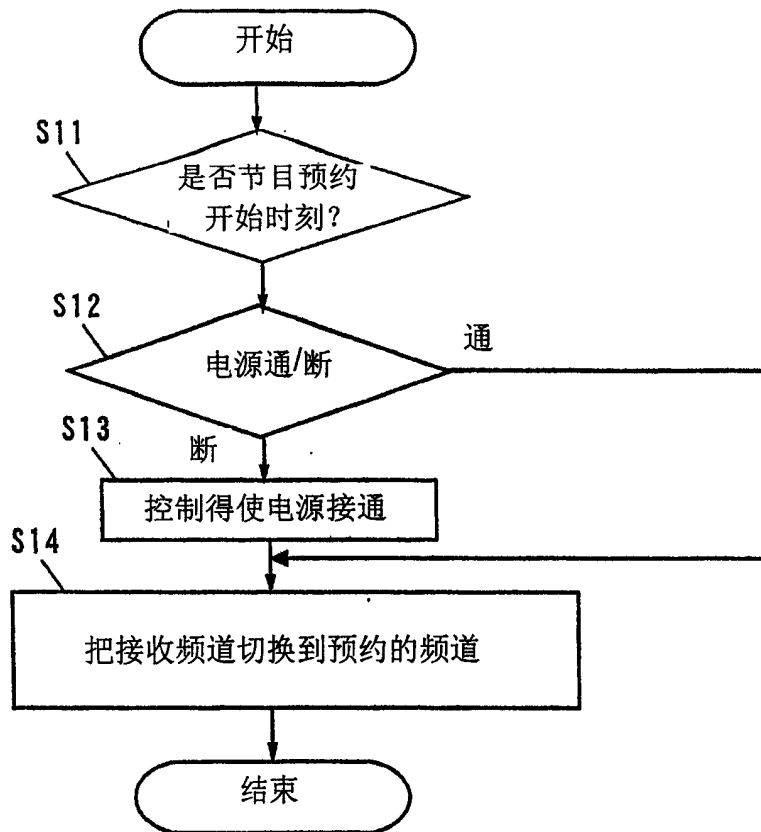 开始
S11
是否节目预约
开始时刻?
S12
电源通/断
通
断
S13
控制得使电源接通
S14
把接收频道切换到预约的频道
结束